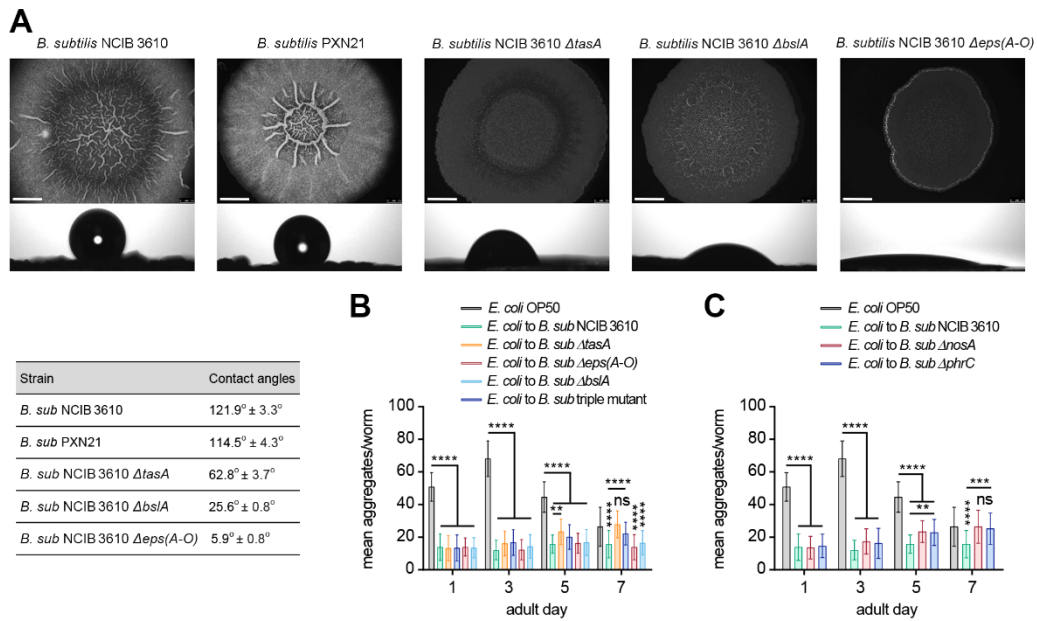 A
B. subtilis NCIB 3610
B. subtilis PXN21
B. subtilis NCIB 3610 ΔtasA
B. subtilis NCIB 3610 ΔbslA
B. subtilis NCIB 3610 Δeps(A-O)
Strain Contact angles
B. sub NCIB 3610 121.9° ± 3.3°
B. sub PXN21 114.5° ± 4.3°
B. sub NCIB 3610 ΔtasA 62.8° ± 3.7°
B. sub NCIB 3610 ΔbslA 25.6° ± 0.8°
B. sub NCIB 3610 Δeps(A-O) 5.9° ± 0.8°
B
E. coli OP50
E. coli to B. sub NCIB 3610
E. coli to B. sub ΔtasA
E. coli to B. sub Δeps(A-O)
E. coli to B. sub ΔbslA
E. coli to B. sub triple mutant
mean aggregates/worm
100
80
60
40
20
0
**** **** **** ** **** ns **** **** ****
1 3 5 7
adult day
C
E. coli OP50
E. coli to B. sub NCIB 3610
E. coli to B. sub ΔnosA
E. coli to B. sub ΔphrC
mean aggregates/worm
100
80
60
40
20
0
**** **** **** ** *** ns ****
1 3 5 7
adult day